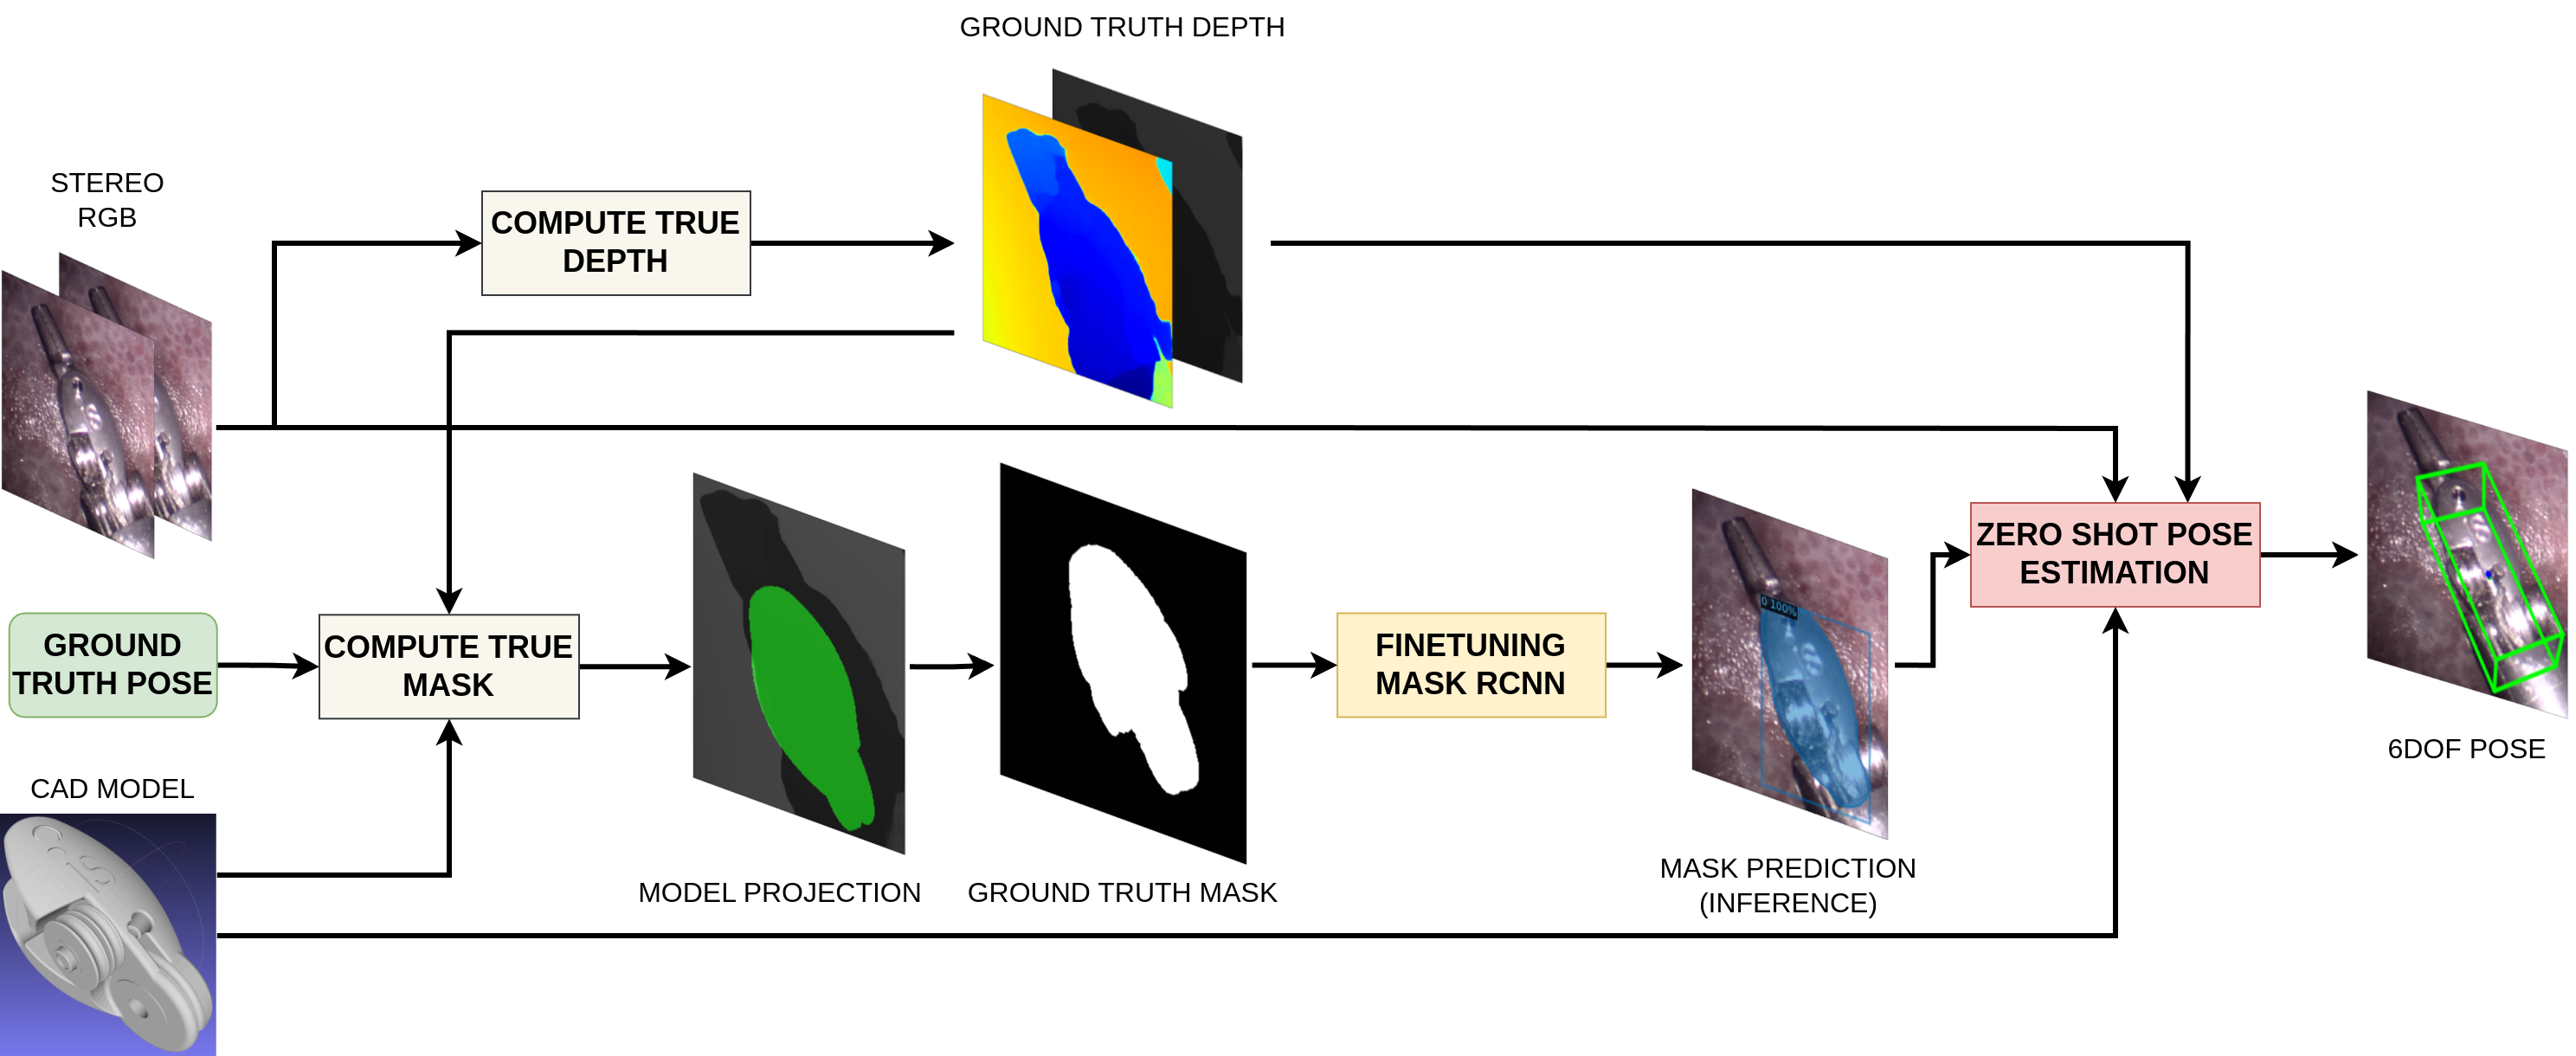 GROUND TRUTH DEPTH
STEREO
RGB
COMPUTE TRUE
DEPTH
GROUND
TRUTH POSE
COMPUTE TRUE
MASK
FINETUNING
MASK RCNN
0 100%
ZERO SHOT POSE
ESTIMATION
6DOF POSE
CAD MODEL
MODEL PROJECTION
GROUND TRUTH MASK
MASK PREDICTION
(INFERENCE)